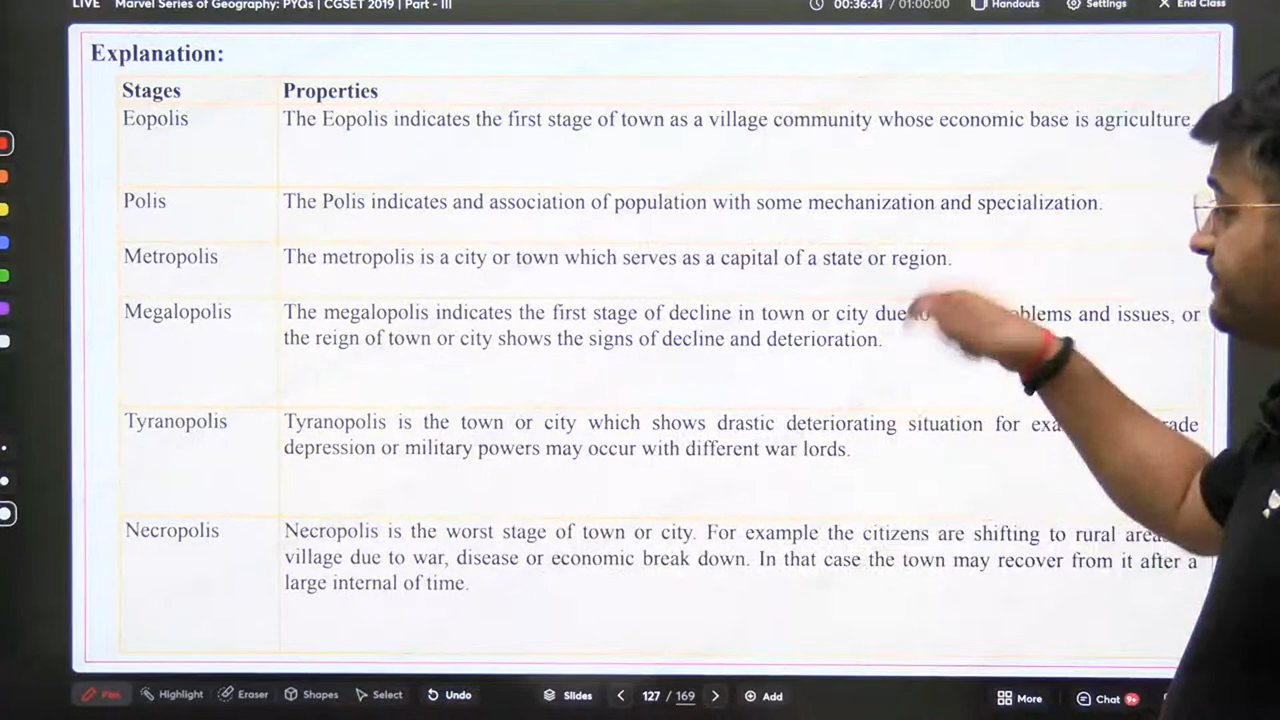 LIVE Marvel Series of Geography: PYQs | CGSET 2019 | Part - III 00:36:41 / 01:00:00 Handouts Settings End Class
Explanation:
Stages Properties
Eopolis The Eopolis indicates the first stage of town as a village community whose economic base is agriculture.
Polis The Polis indicates and association of population with some mechanization and specialization.
Metropolis The metropolis is a city or town which serves as a capital of a state or region.
Megalopolis The megalopolis indicates the first stage of decline in town or city due and issues, or
the reign of town or city shows the signs of decline and deterioration.
Tyranopolis Tyranopolis is the town or city which shows drastic deteriorating situation for
depression or military powers may occur with different war lords.
Necropolis Necropolis is the worst stage of town or city. For example the citizens are shifting to rural
village due to war, disease or economic break down. In that case the town may recover from it after a
large internal of time.
Pen Highlight Eraser Shapes Select Undo Slides 127 / 169 Add More Chat 9+